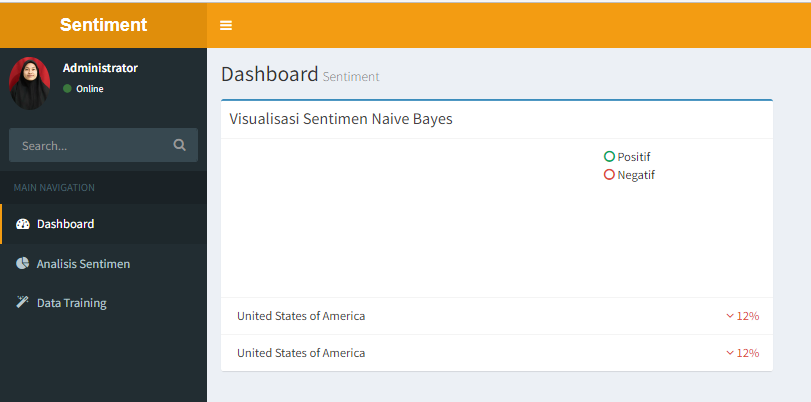 Sentiment
Administrator
Online
Search...
MAIN NAVIGATION
Dashboard
Analisis Sentimen
Data Training
Dashboard Sentiment
Visualisasi Sentimen Naive Bayes
Positif
Negatif
United States of America 12%
United States of America 12%